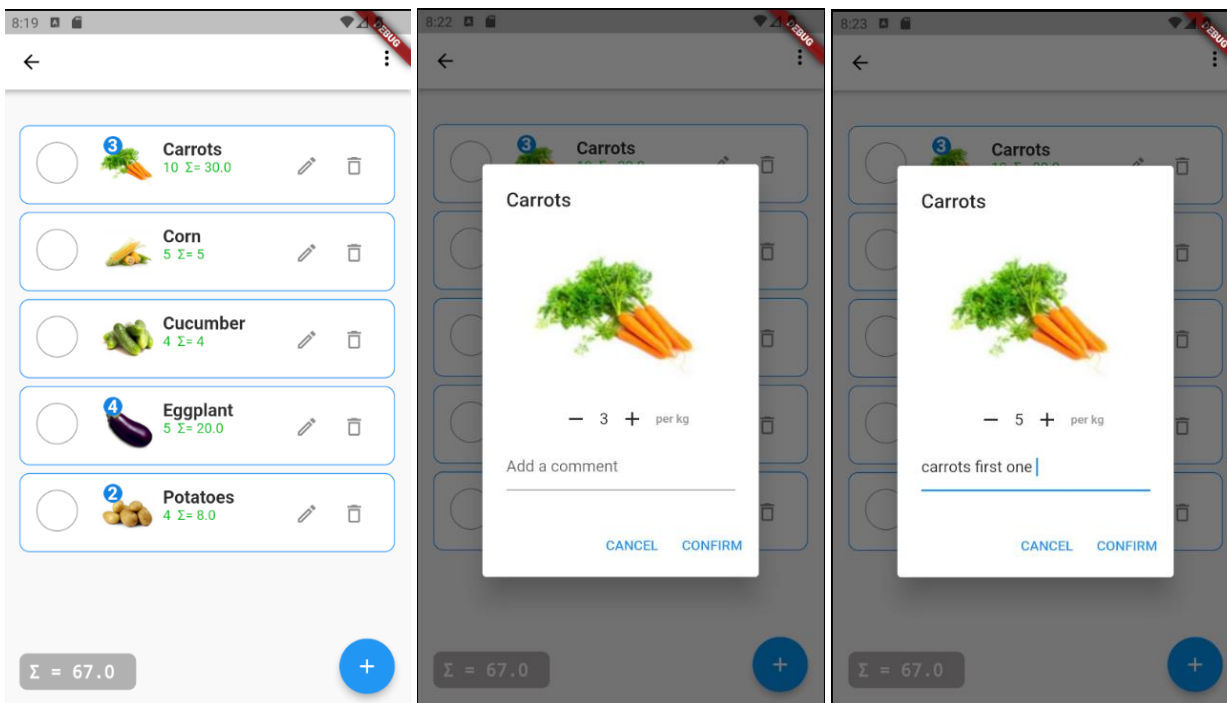 8:19
DEBUG
3
Carrots
10 Σ= 30.0
Corn
5 Σ= 5
Cucumber
4 Σ= 4
4
Eggplant
5 Σ= 20.0
2
Potatoes
4 Σ= 8.0
Σ = 67.0
+
8:22
DEBUG
3
Carrots
Carrots
− 3 + per kg
Add a comment
CANCEL CONFIRM
Σ = 67.0
+
8:23
DEBUG
3
Carrots
Carrots
− 5 + per kg
carrots first one
CANCEL CONFIRM
Σ = 67.0
+